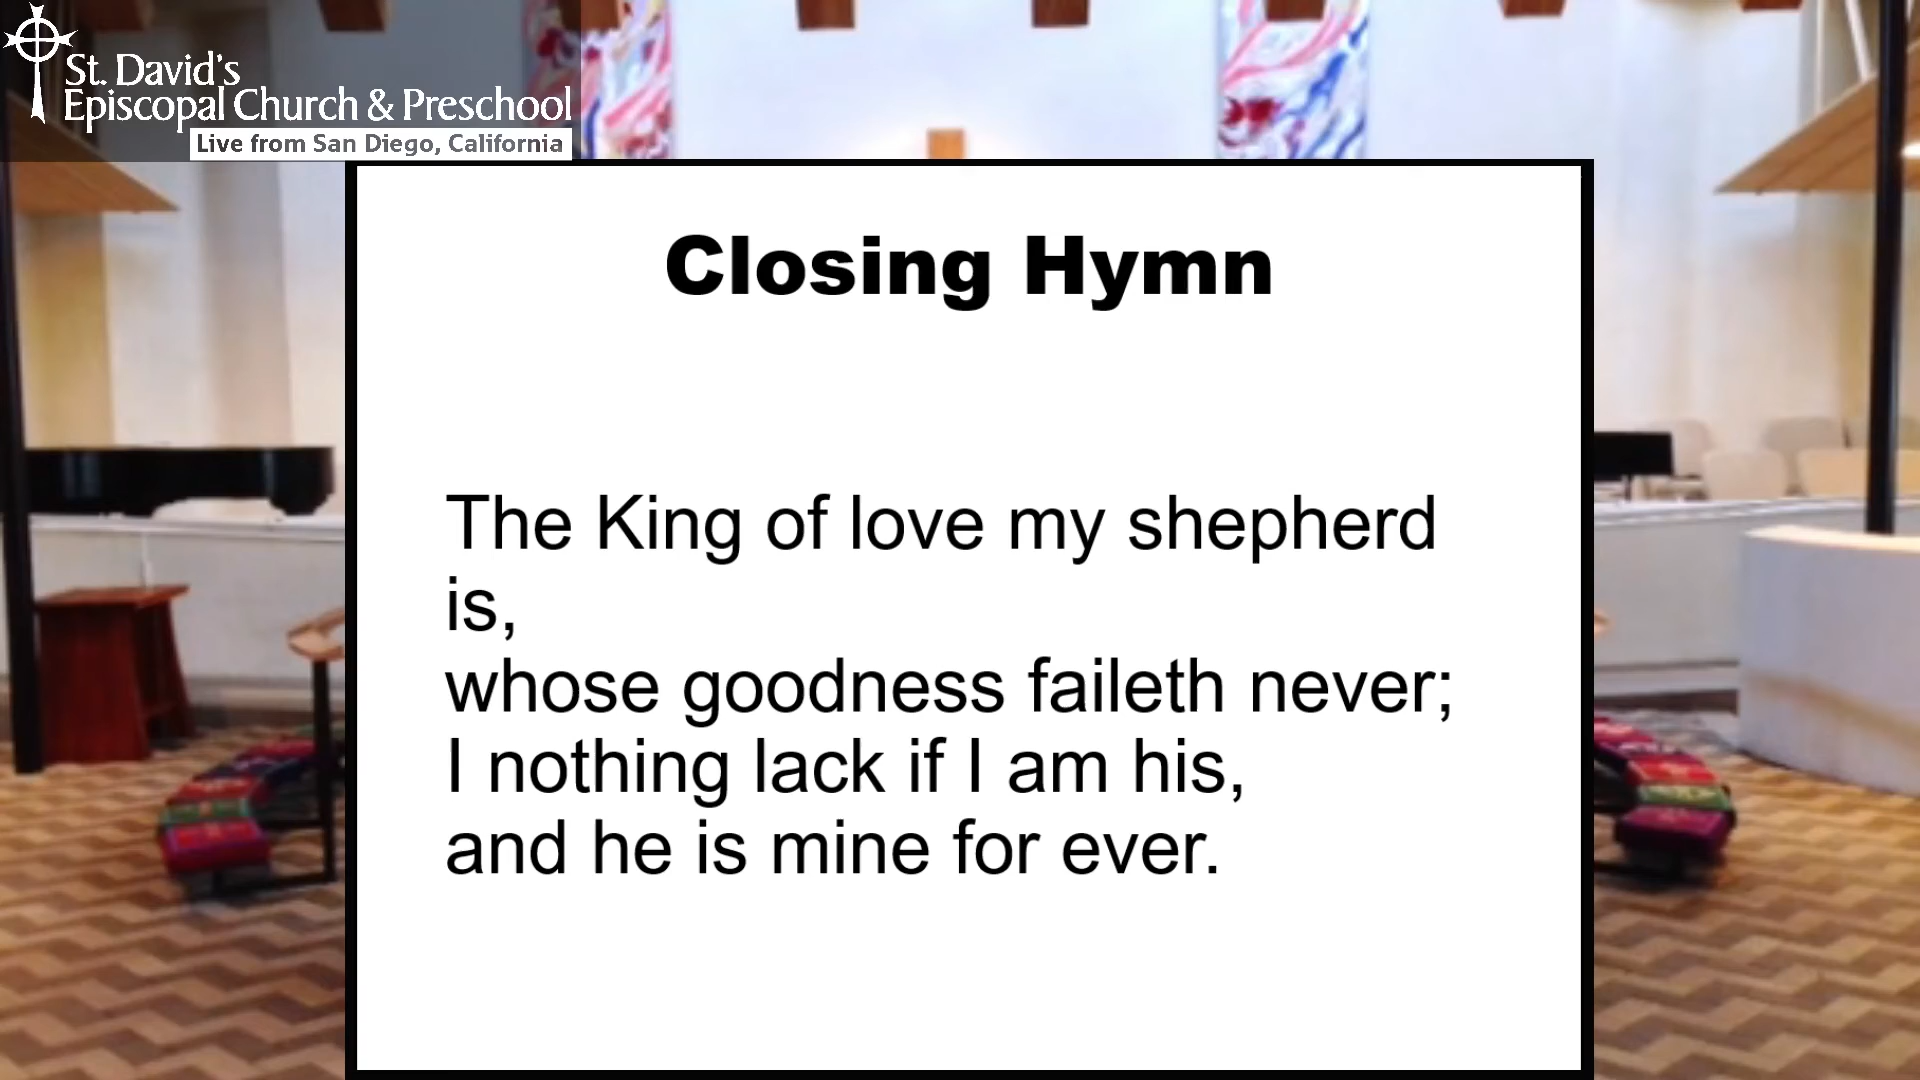 St. David's
Episcopal Church & Preschool
Live from San Diego, California
Closing Hymn
The King of love my shepherd
is,
whose goodness faileth never;
I nothing lack if I am his,
and he is mine for ever.